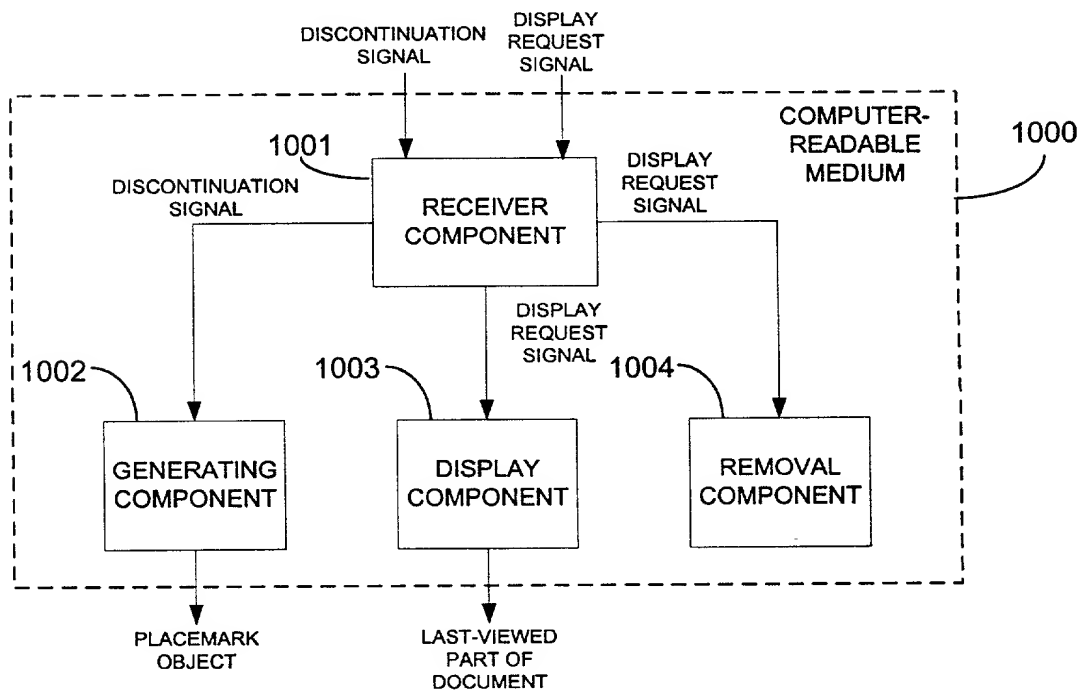 DISCONTINUATION
SIGNAL
DISPLAY
REQUEST
SIGNAL
COMPUTER-
READABLE
MEDIUM
1000
1001
DISCONTINUATION
SIGNAL
RECEIVER
COMPONENT
DISPLAY
REQUEST
SIGNAL
DISPLAY
REQUEST
SIGNAL
1002
1003
1004
GENERATING
COMPONENT
DISPLAY
COMPONENT
REMOVAL
COMPONENT
PLACEMARK
OBJECT
LAST-VIEWED
PART OF
DOCUMENT